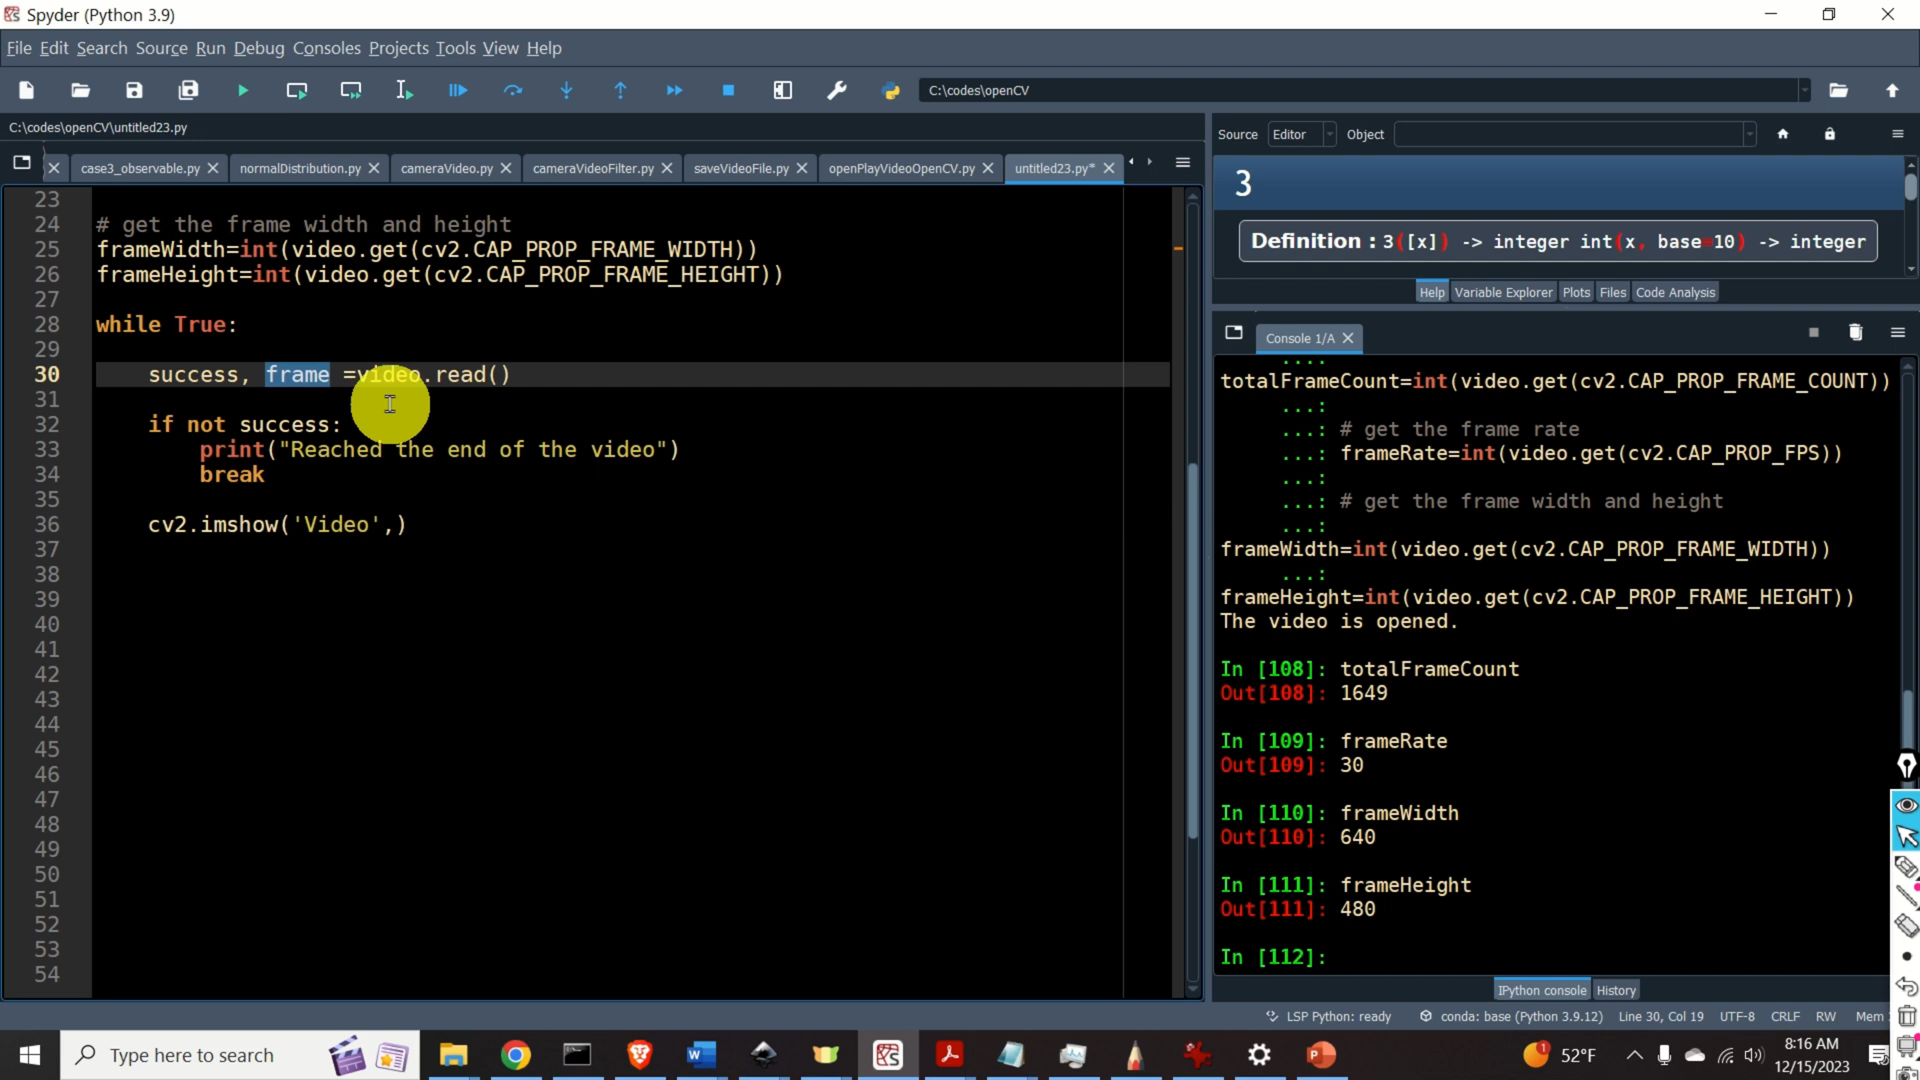 Spyder (Python 3.9)
File Edit Search Source Run Debug Consoles Projects Tools View Help
C:\codes\openCV
C:\codes\openCV\untitled23.py
case3_observable.py normalDistribution.py cameraVideo.py cameraVideoFilter.py saveVideoFile.py openPlayVideoOpenCV.py untitled23.py*
23
24 # get the frame width and height
25 frameWidth=int(video.get(cv2.CAP_PROP_FRAME_WIDTH))
26 frameHeight=int(video.get(cv2.CAP_PROP_FRAME_HEIGHT))
27
28 while True:
29
30 success, frame =video.read()
31
32 if not success:
33 print("Reached the end of the video")
34 break
35
36 cv2.imshow('Video',)
37
38
39
40
41
42
43
44
45
46
47
48
49
50
51
52
53
54
Source Editor Object
3
Definition : 3([x]) -> integer int(x, base=10) -> integer
Help Variable Explorer Plots Files Code Analysis
Console 1/A
...:
totalFrameCount=int(video.get(cv2.CAP_PROP_FRAME_COUNT))
...:
...: # get the frame rate
...: frameRate=int(video.get(cv2.CAP_PROP_FPS))
...:
...: # get the frame width and height
...:
frameWidth=int(video.get(cv2.CAP_PROP_FRAME_WIDTH))
...:
frameHeight=int(video.get(cv2.CAP_PROP_FRAME_HEIGHT))
The video is opened.
In [108]: totalFrameCount
Out[108]: 1649
In [109]: frameRate
Out[109]: 30
In [110]: frameWidth
Out[110]: 640
In [111]: frameHeight
Out[111]: 480
In [112]:
IPython console History
LSP Python: ready conda: base (Python 3.9.12) Line 30, Col 19 UTF-8 CRLF RW Mem
Type here to search
1 52°F
8:16 AM
12/15/2023